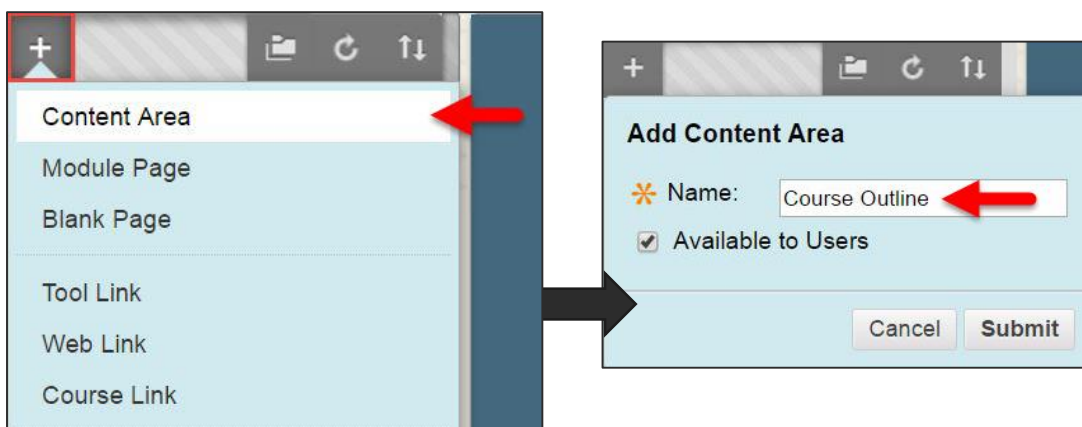 Content Area
Module Page
Blank Page
Tool Link
Web Link
Course Link
Add Content Area
Name: Course Outline
Available to Users
Cancel Submit